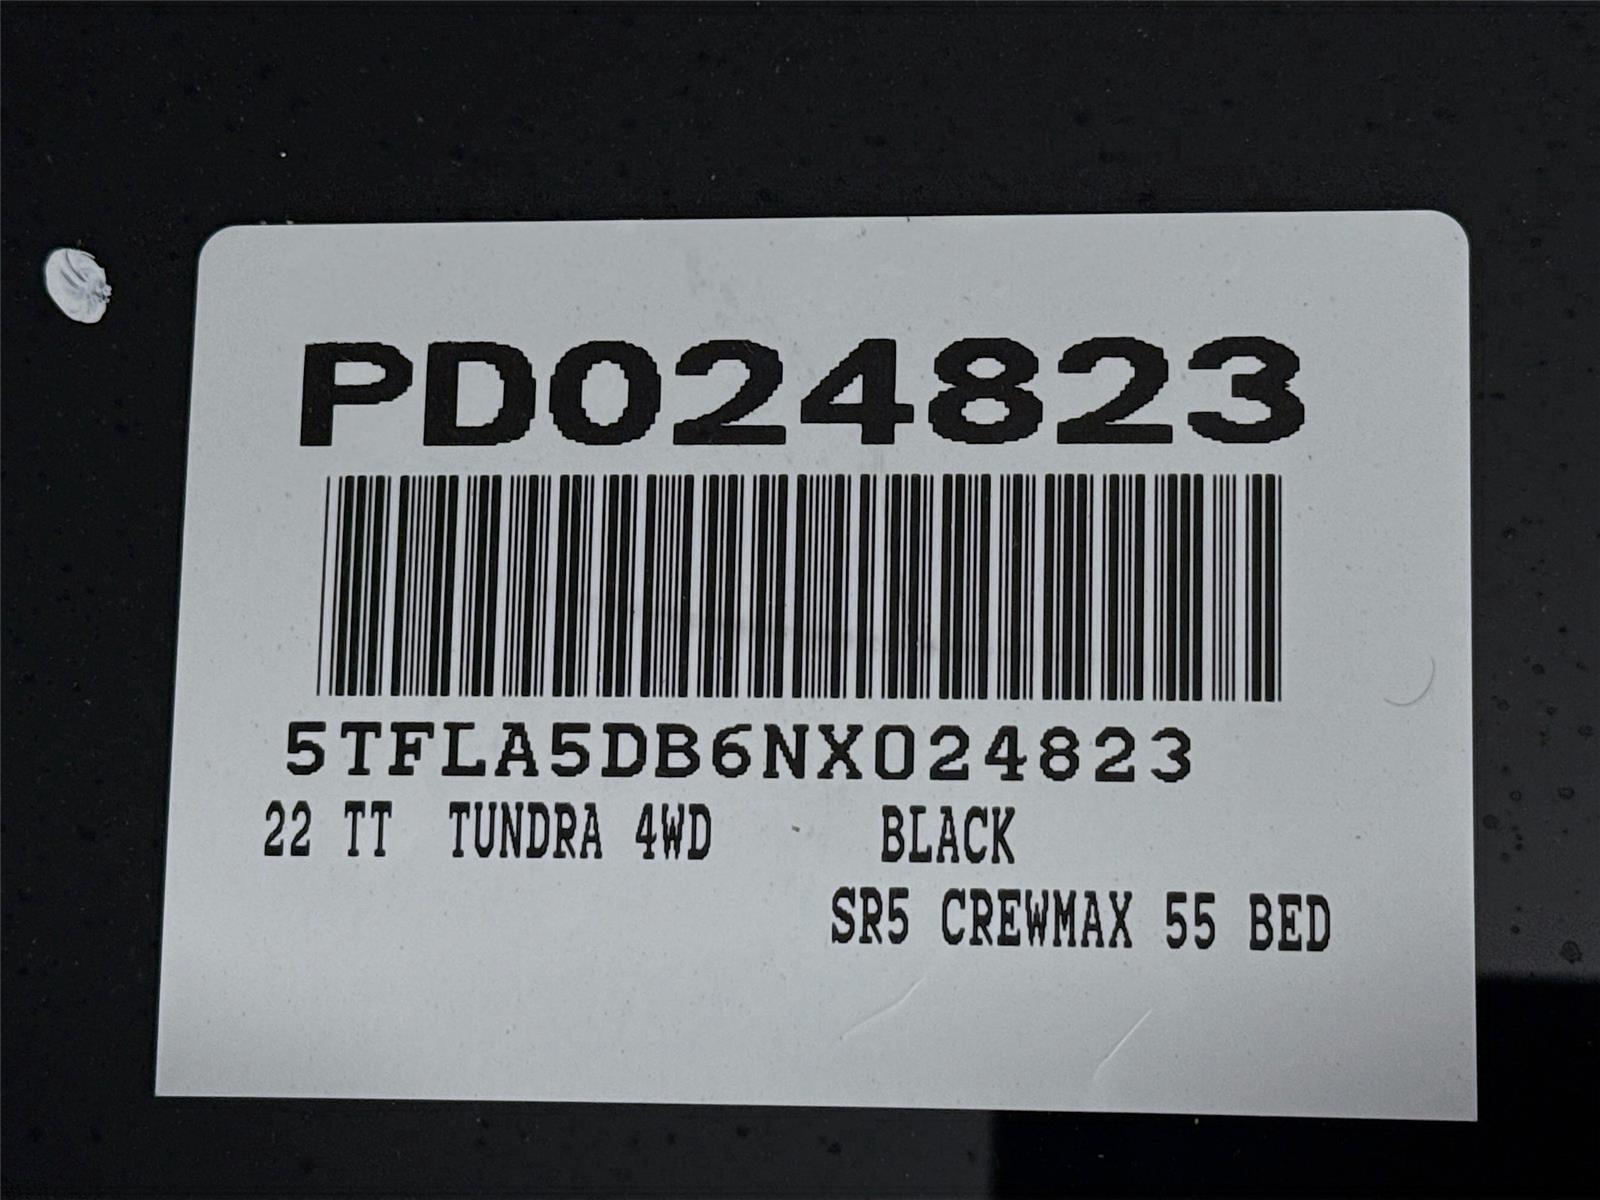 PD024823
5TFLA5DB6NX024823
22 TT TUNDRA 4WD BLACK
SR5 CREWMAX 55 BED